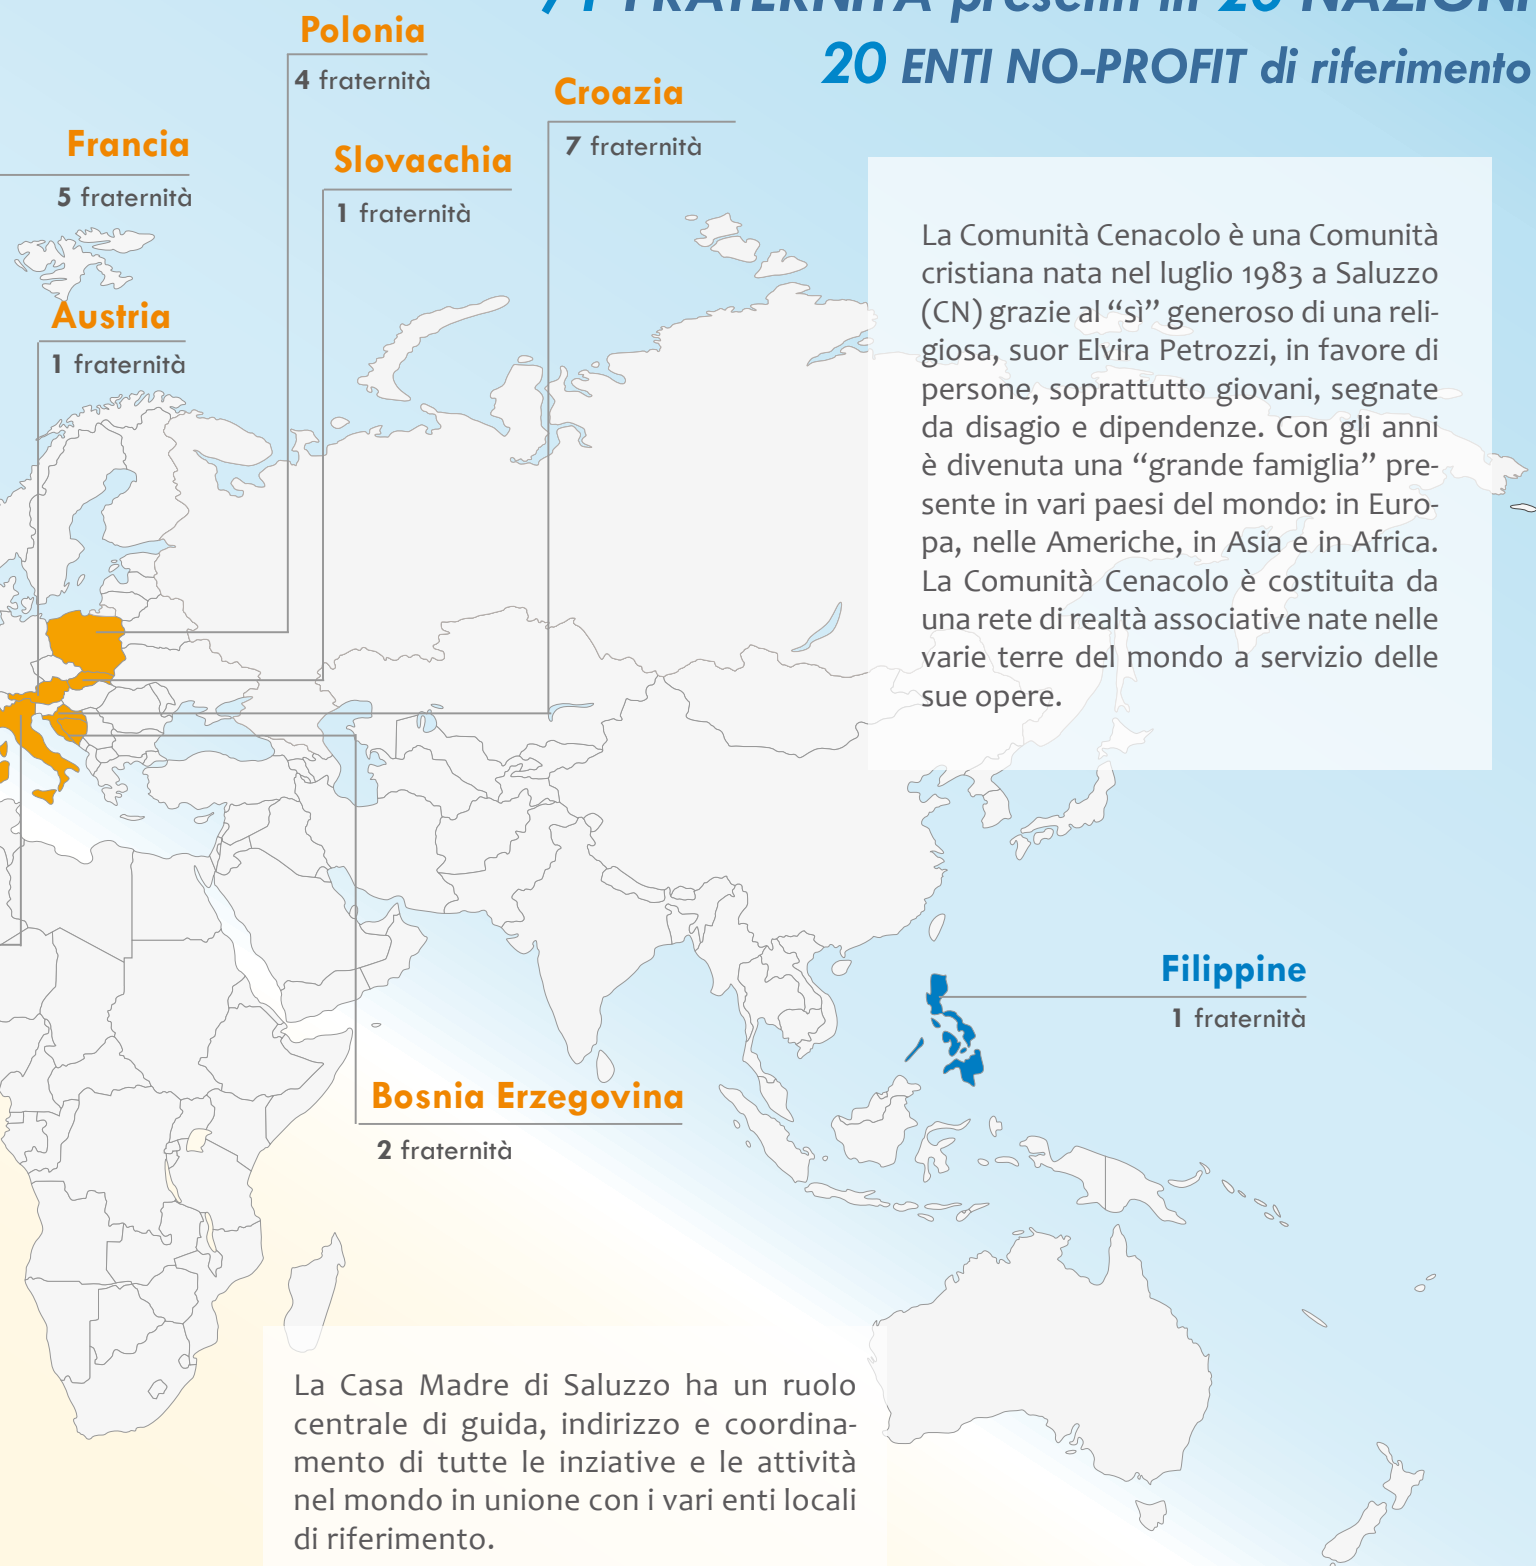 FRATERNITÀ presenti in NAZIONI
20 ENTI NO-PROFIT di riferimento
Polonia
4 fraternità
Croazia
7 fraternità
Francia
5 fraternità
Slovacchia
1 fraternità
Austria
1 fraternità
La Comunità Cenacolo è una Comunità
cristiana nata nel luglio 1983 a Saluzzo
(CN) grazie al “sì” generoso di una reli-
giosa, suor Elvira Petrozzi, in favore di
persone, soprattutto giovani, segnate
da disagio e dipendenze. Con gli anni
è divenuta una “grande famiglia” pre-
sente in vari paesi del mondo: in Euro-
pa, nelle Americhe, in Asia e in Africa.
La Comunità Cenacolo è costituita da
una rete di realtà associative nate nelle
varie terre del mondo a servizio delle
sue opere.
Filippine
1 fraternità
Bosnia Erzegovina
2 fraternità
La Casa Madre di Saluzzo ha un ruolo
centrale di guida, indirizzo e coordina-
mento di tutte le inziative e le attività
nel mondo in unione con i vari enti locali
di riferimento.